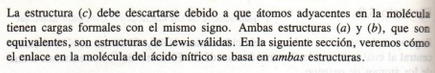 La estructura (c) debe descartarse debido a que átomos adyacentes en la molécula
tienen cargas formales con el mismo signo. Ambas estructuras (a) y (b), que son
equivalentes, son estructuras de Lewis válidas. En la siguiente sección, veremos cómo
el enlace en la molécula del ácido nítrico se basa en ambas estructuras.